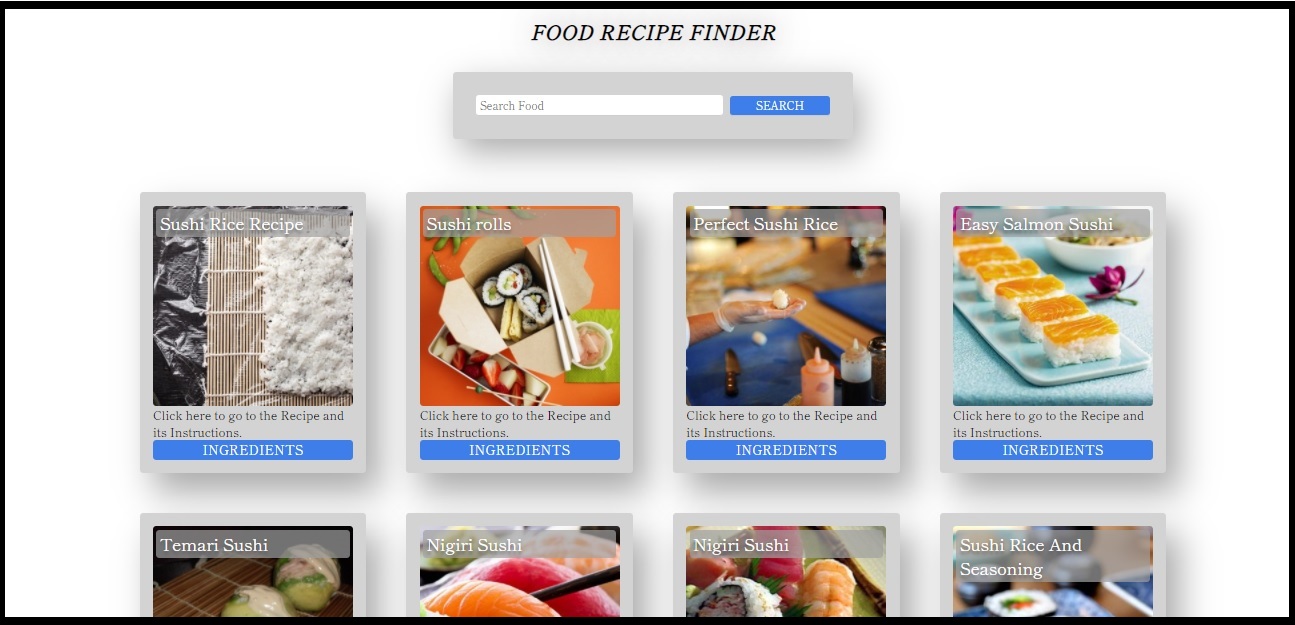 FOOD RECIPE FINDER
Search Food
SEARCH
Sushi Rice Recipe
Click here to go to the Recipe and
its Instructions.
INGREDIENTS
Sushi rolls
Click here to go to the Recipe and
its Instructions.
INGREDIENTS
Perfect Sushi Rice
Click here to go to the Recipe and
its Instructions.
INGREDIENTS
Easy Salmon Sushi
Click here to go to the Recipe and
its Instructions.
INGREDIENTS
Temari Sushi
Nigiri Sushi
Nigiri Sushi
Sushi Rice And
Seasoning